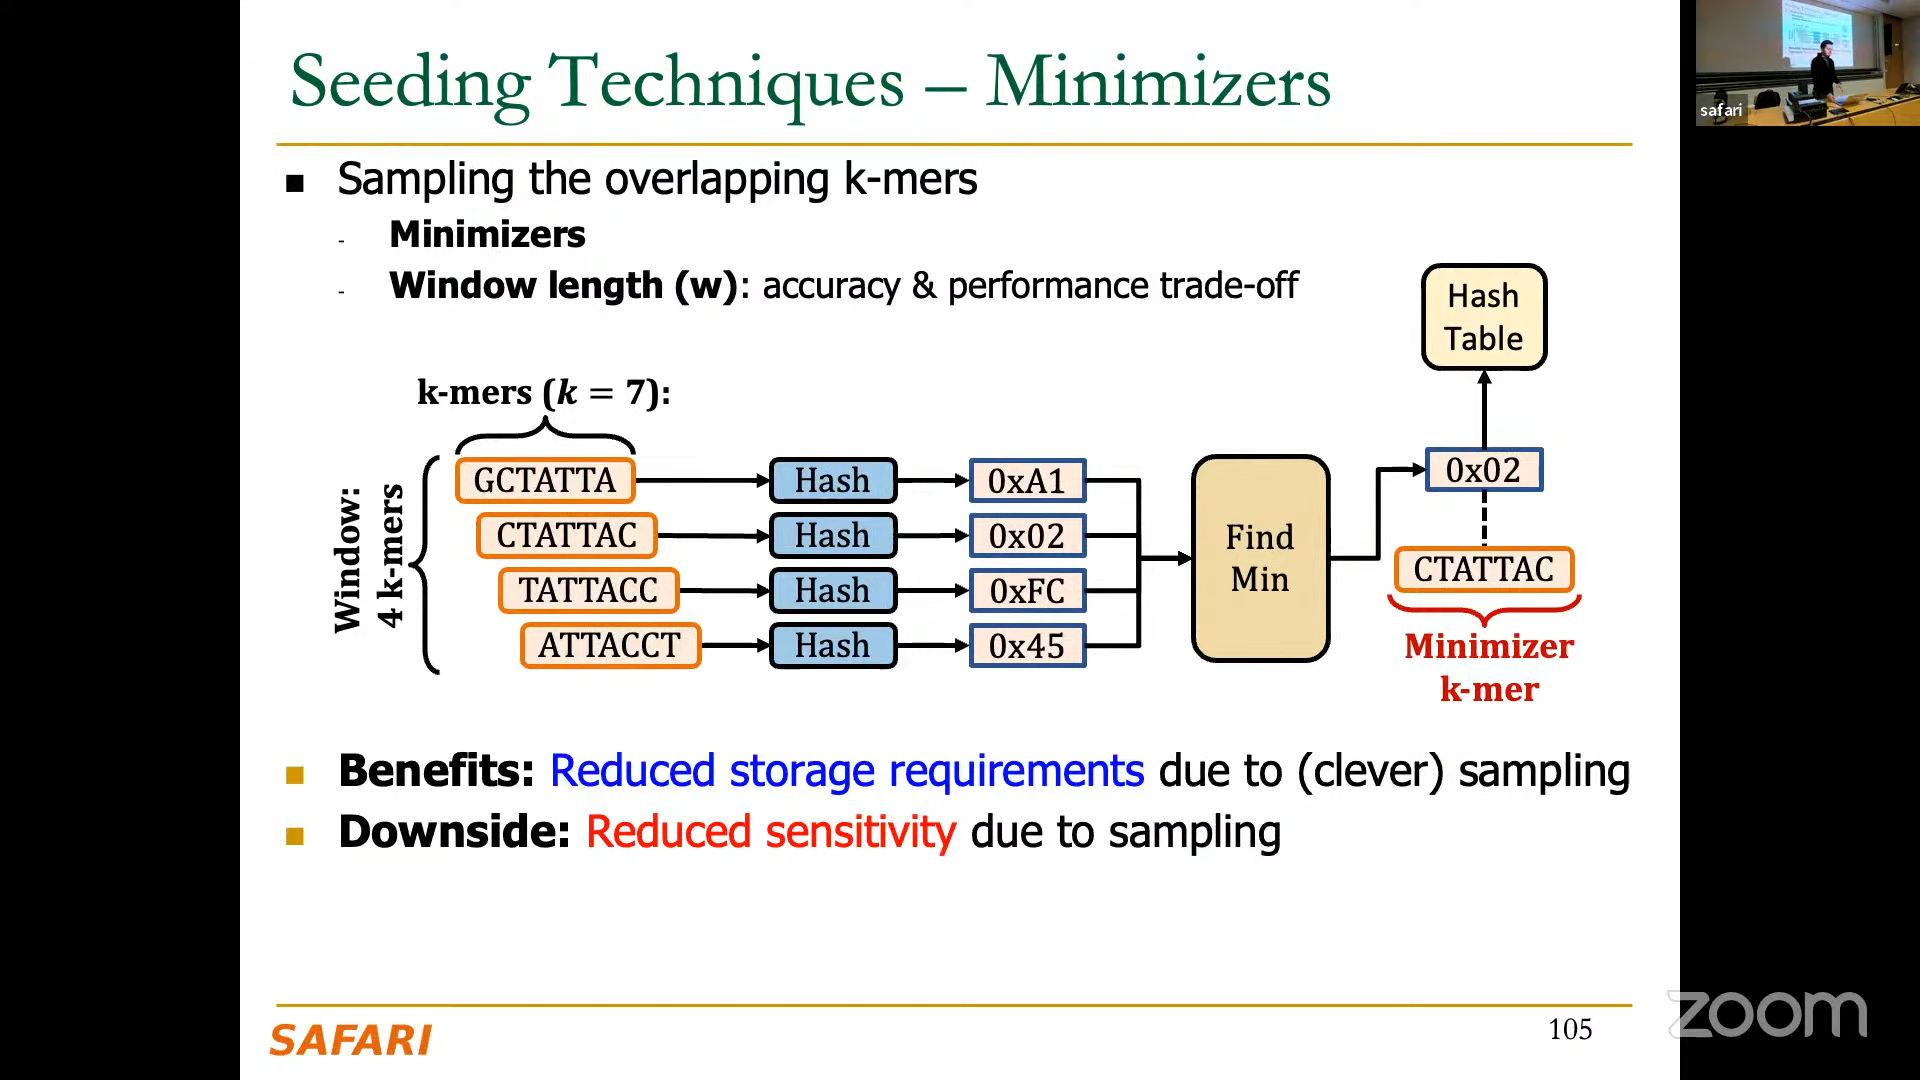 Seeding Techniques – Minimizers
safari
■ Sampling the overlapping k-mers
- Minimizers
- Window length (w): accuracy & performance trade-off
Hash
Table
k-mers (k = 7):
Window:
4 k-mers
GCTATTA Hash 0xA1
CTATTAC Hash 0x02
TATTACC Hash 0xFC
ATTACCT Hash 0x45
Find
Min
0x02
CTATTAC
Minimizer
k-mer
■ Benefits: Reduced storage requirements due to (clever) sampling
■ Downside: Reduced sensitivity due to sampling
SAFARI
105
zoom